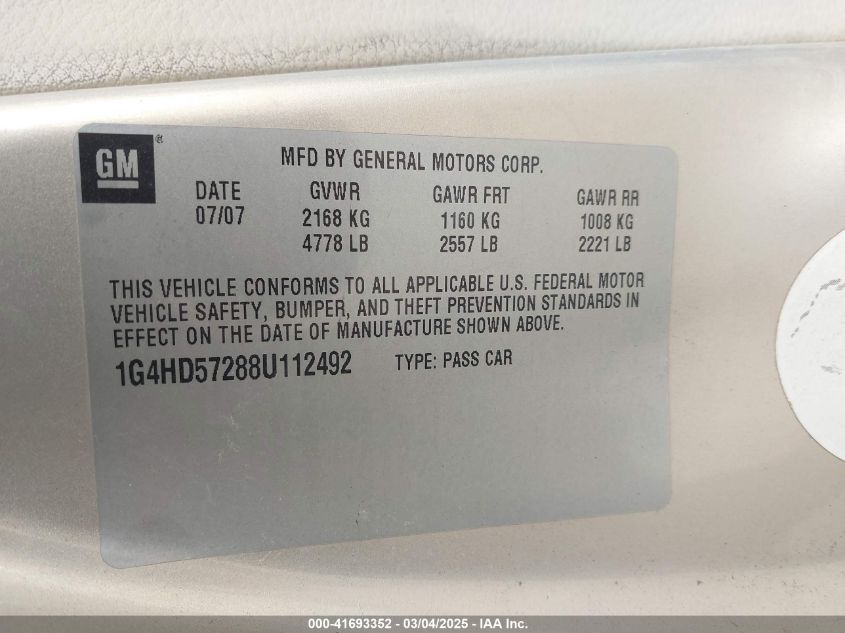 GM®
MFD BY GENERAL MOTORS CORP.
DATE GVWR GAWR FRT GAWR RR
07/07 2168 KG 1160 KG 1008 KG
4778 LB 2557 LB 2221 LB
THIS VEHICLE CONFORMS TO ALL APPLICABLE U.S. FEDERAL MOTOR
VEHICLE SAFETY, BUMPER, AND THEFT PREVENTION STANDARDS IN
EFFECT ON THE DATE OF MANUFACTURE SHOWN ABOVE.
1G4HD57288U112492 TYPE: PASS CAR
000-41693352 - 03/04/2025 - IAA Inc.